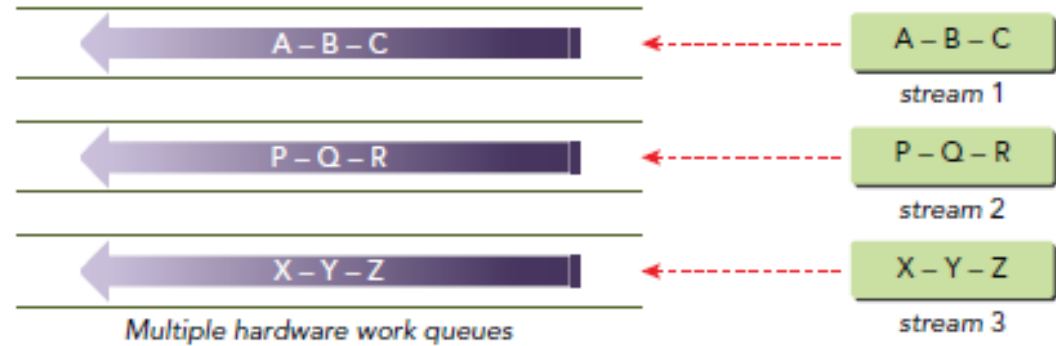 A – B – C
A – B – C
stream 1
P – Q – R
P – Q – R
stream 2
X – Y – Z
X – Y – Z
stream 3
Multiple hardware work queues